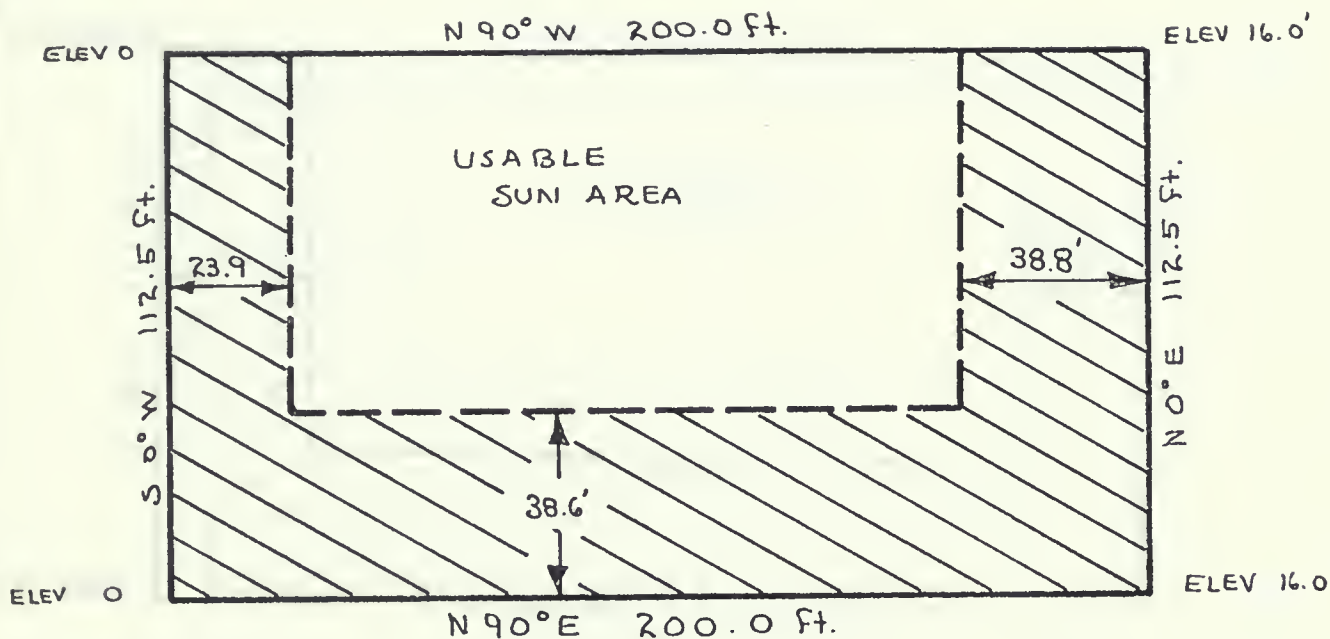 N 90° W 200.0 ft.
ELEV 0
ELEV 16.0'
USABLE
SUN AREA
S 0° W 112.5 ft.
23.9
38.8'
N 0° E 112.5 ft.
38.6'
ELEV 0
ELEV 16.0
N 90° E 200.0 ft.